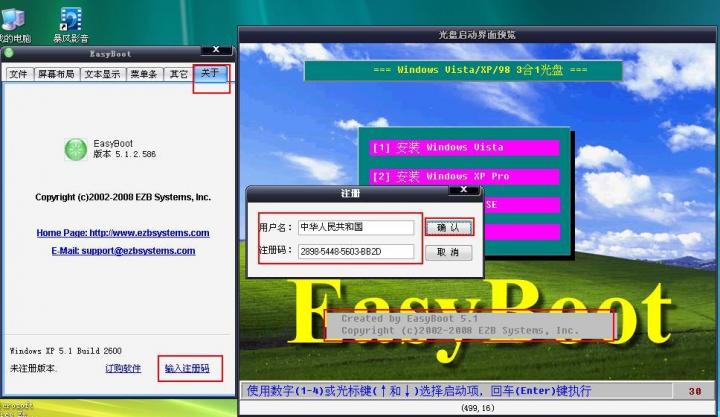 的电脑
暴风影音
EasyBoot
X
文件
屏幕布局
文本显示
菜单条
其它
关于
EasyBoot
版本 5.1.2.586
Copyright (c)2002-2008 EZB Systems, Inc.
Home Page: http://www.ezbsystems.com
E-Mail: support@ezbsystems.com
Windows XP 5.1 Build 2600
未注册版本.
订购软件
输入注册码
光盘启动界面预览
=== Windows Vista/XP/98 3合1光盘 ===
[1] 安装 Windows Vista
[2] 安装 Windows XP Pro
SE
注册
X
用户名：
中华人民共和国
确 认
注册码：
2898-5448-5603-BB2D
取 消
EasyBoot
Created by EasyBoot 5.1
Copyright (c)2002-2008 EZB Systems, Inc.
使用数字(1-4)或光标键(↑和↓)选择启动项, 回车(Enter)键执行
30
(499,16)